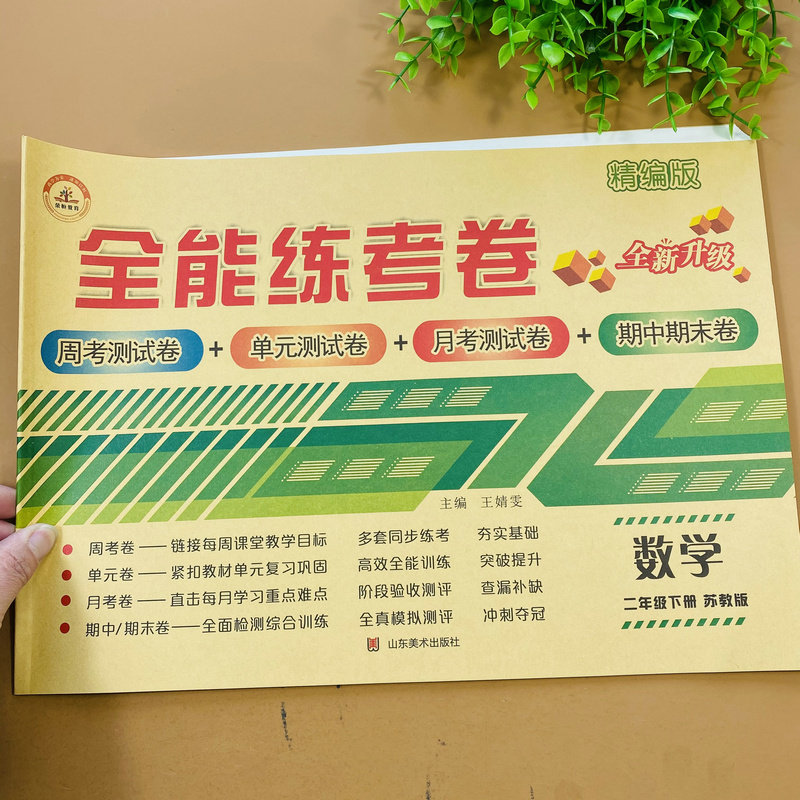 精编版
荣恒教育
全能练考卷
全新升级
周考测试卷 + 单元测试卷 + 月考测试卷 + 期中期末卷
主编 王婧雯
周考卷——链接每周课堂教学目标 多套同步练考 夯实基础
单元卷——紧扣教材单元复习巩固 高效全能训练 突破提升
月考卷——直击每月学习重点难点 阶段验收测评 查漏补缺
期中/期末卷——全面检测综合训练 全真模拟测评 冲刺夺冠
数学
二年级下册 苏教版
山东美术出版社